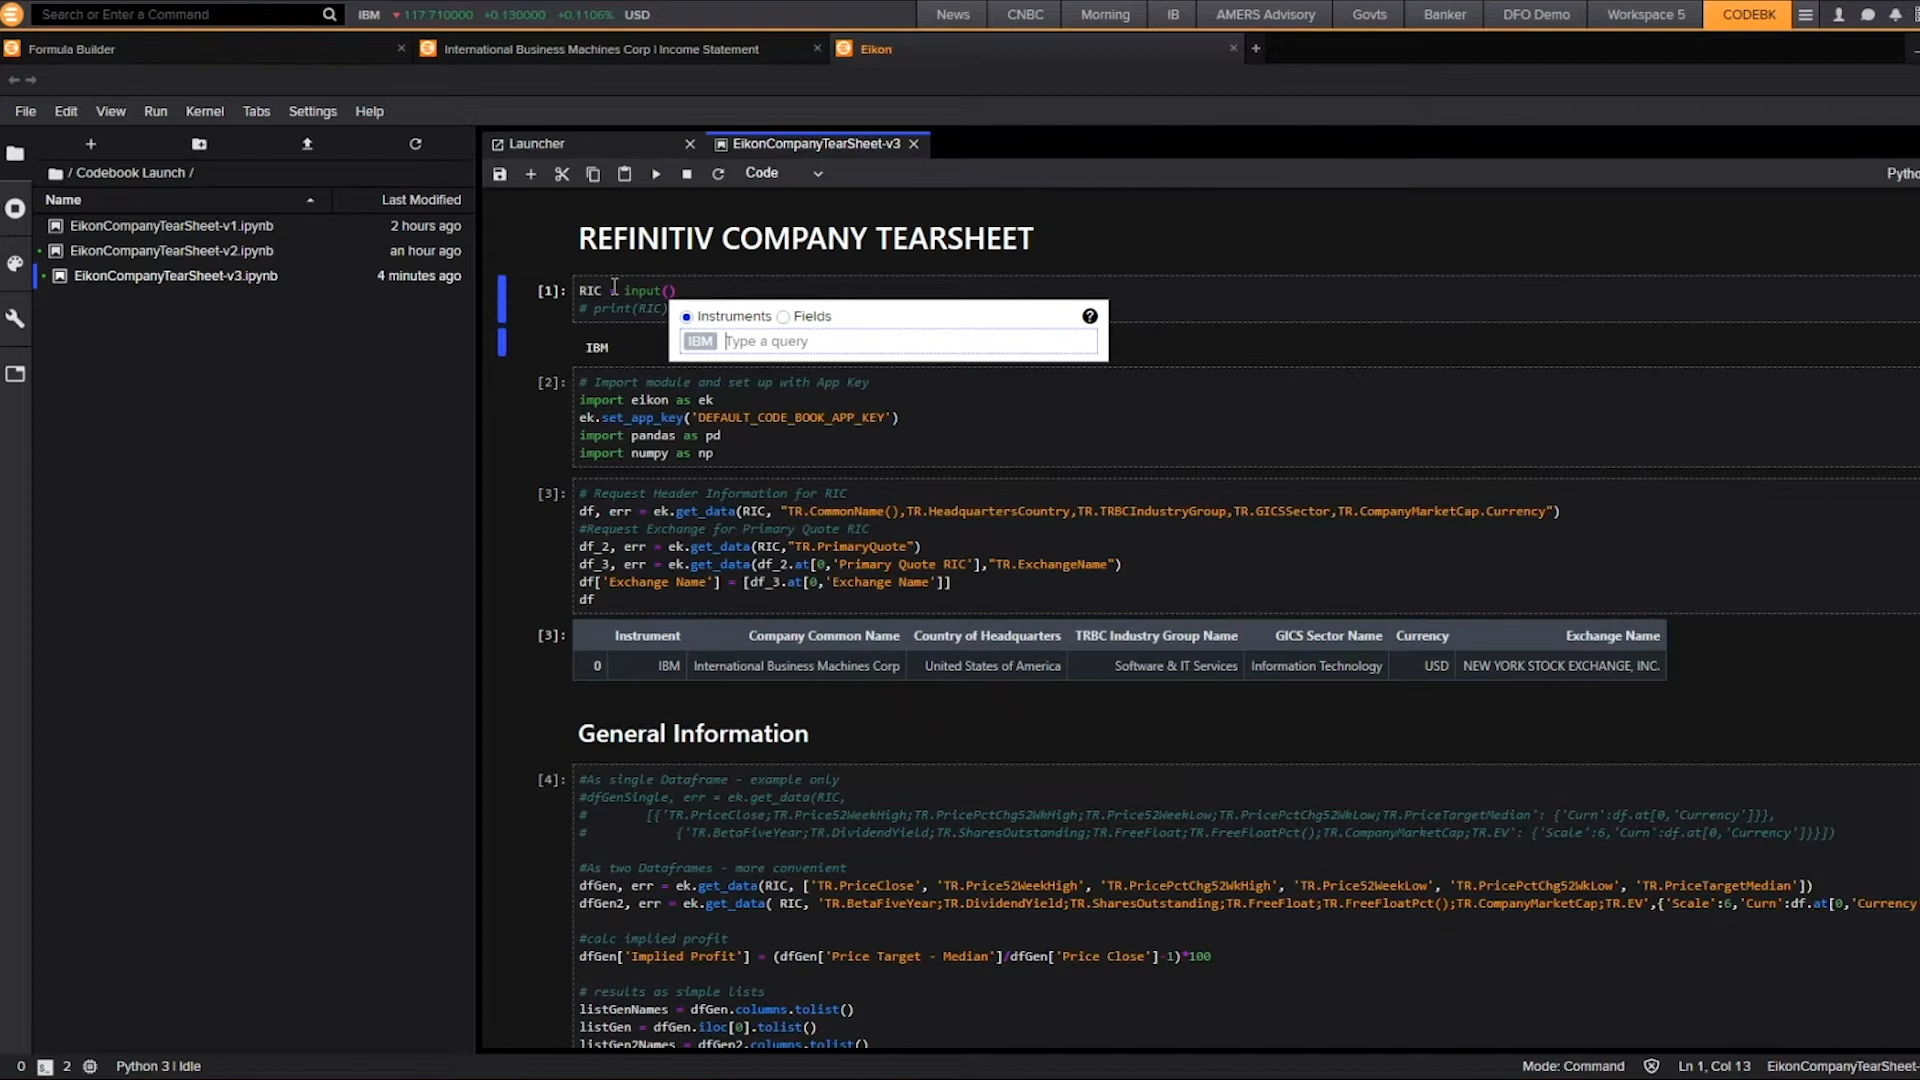 Search or Enter a Command IBM 117.710000 +0.130000 +0.1106% USD News CNBC Morning IB AMERS Advisory Govts Banker DFO Demo Workspace 5 CODEBK
Formula Builder International Business Machines Corp | Income Statement Eikon
File Edit View Run Kernel Tabs Settings Help
/ Codebook Launch /
Name Last Modified
EikonCompanyTearSheet-v1.ipynb 2 hours ago
EikonCompanyTearSheet-v2.ipynb an hour ago
EikonCompanyTearSheet-v3.ipynb 4 minutes ago
Launcher EikonCompanyTearSheet-v3
Code Pytho
REFINITIV COMPANY TEARSHEET
[1]: RIC = input()
# print(RIC)
Instruments Fields ?
IBM Type a query
IBM
[2]: # Import module and set up with App Key
import eikon as ek
ek.set_app_key('DEFAULT_CODE_BOOK_APP_KEY')
import pandas as pd
import numpy as np
[3]: # Request Header Information for RIC
df, err = ek.get_data(RIC, "TR.CommonName(),TR.HeadquartersCountry,TR.TRBCIndustryGroup,TR.GICSSector,TR.CompanyMarketCap.Currency")
#Request Exchange for Primary Quote RIC
df_2, err = ek.get_data(RIC,"TR.PrimaryQuote")
df_3, err = ek.get_data(df_2.at[0,'Primary Quote RIC'],"TR.ExchangeName")
df['Exchange Name'] = [df_3.at[0,'Exchange Name']]
df
[3]: Instrument Company Common Name Country of Headquarters TRBC Industry Group Name GICS Sector Name Currency Exchange Name
0 IBM International Business Machines Corp United States of America Software & IT Services Information Technology USD NEW YORK STOCK EXCHANGE, INC.
General Information
[4]: #As single Dataframe - example only
#dfGenSingle, err = ek.get_data(RIC,
# [{'TR.PriceClose;TR.Price52WeekHigh;TR.PricePctChg52WkHigh;TR.Price52WeekLow;TR.PricePctChg52WkLow;TR.PriceTargetMedian': {'Curn':df.at[0,'Currency']}},
# {'TR.BetaFiveYear;TR.DividendYield;TR.SharesOutstanding;TR.FreeFloat;TR.FreeFloatPct();TR.CompanyMarketCap;TR.EV': {'Scale':6,'Curn':df.at[0,'Currency']}}])
#As two Dataframes - more convenient
dfGen, err = ek.get_data(RIC, ['TR.PriceClose', 'TR.Price52WeekHigh', 'TR.PricePctChg52WkHigh', 'TR.Price52WeekLow', 'TR.PricePctChg52WkLow', 'TR.PriceTargetMedian'])
dfGen2, err = ek.get_data( RIC, 'TR.BetaFiveYear;TR.DividendYield;TR.SharesOutstanding;TR.FreeFloat;TR.FreeFloatPct();TR.CompanyMarketCap;TR.EV',{'Scale':6,'Curn':df.at[0,'Currency
#calc implied profit
dfGen['Implied Profit'] = (dfGen['Price Target - Median']/dfGen['Price Close']-1)*100
# results as simple lists
listGenNames = dfGen.columns.tolist()
listGen = dfGen.iloc[0].tolist()
listGen2Names = dfGen2.columns.tolist()
0 2 Python 3 | Idle Mode: Command Ln 1, Col 13 EikonCompanyTearSheet-